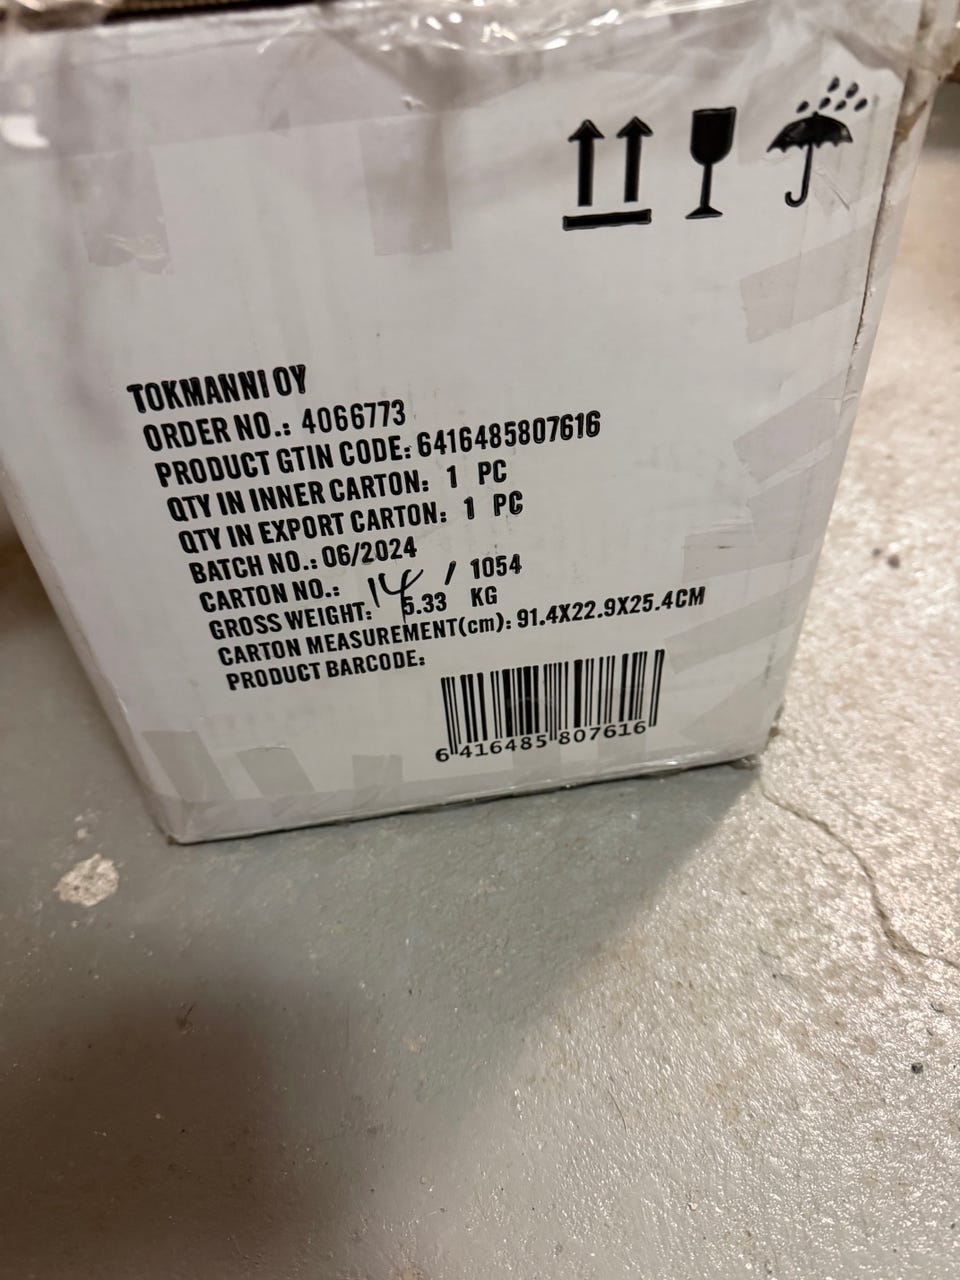 TOKMANNI OY
ORDER NO.: 4066773
PRODUCT GTIN CODE: 6416485807616
QTY IN INNER CARTON: 1 PC
QTY IN EXPORT CARTON: 1 PC
BATCH NO.: 06/2024
CARTON NO.: 14 / 1054
GROSS WEIGHT: 5.33 KG
CARTON MEASUREMENT(cm): 91.4X22.9X25.4CM
PRODUCT BARCODE:
6 416485 807616